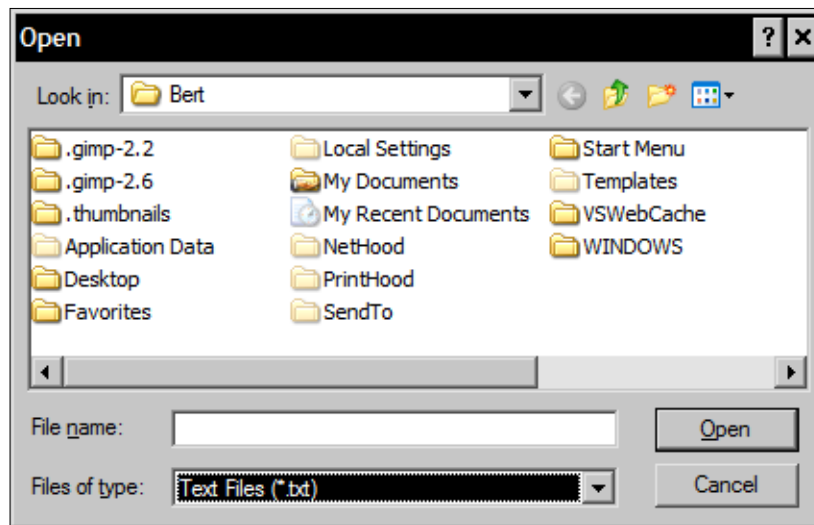 Open
Look in: Bert
.gimp-2.2 Local Settings Start Menu
.gimp-2.6 My Documents Templates
.thumbnails My Recent Documents VSWebCache
Application Data NetHood WINDOWS
Desktop PrintHood
Favorites SendTo
File name: Open
Files of type: Text Files (*.txt) Cancel